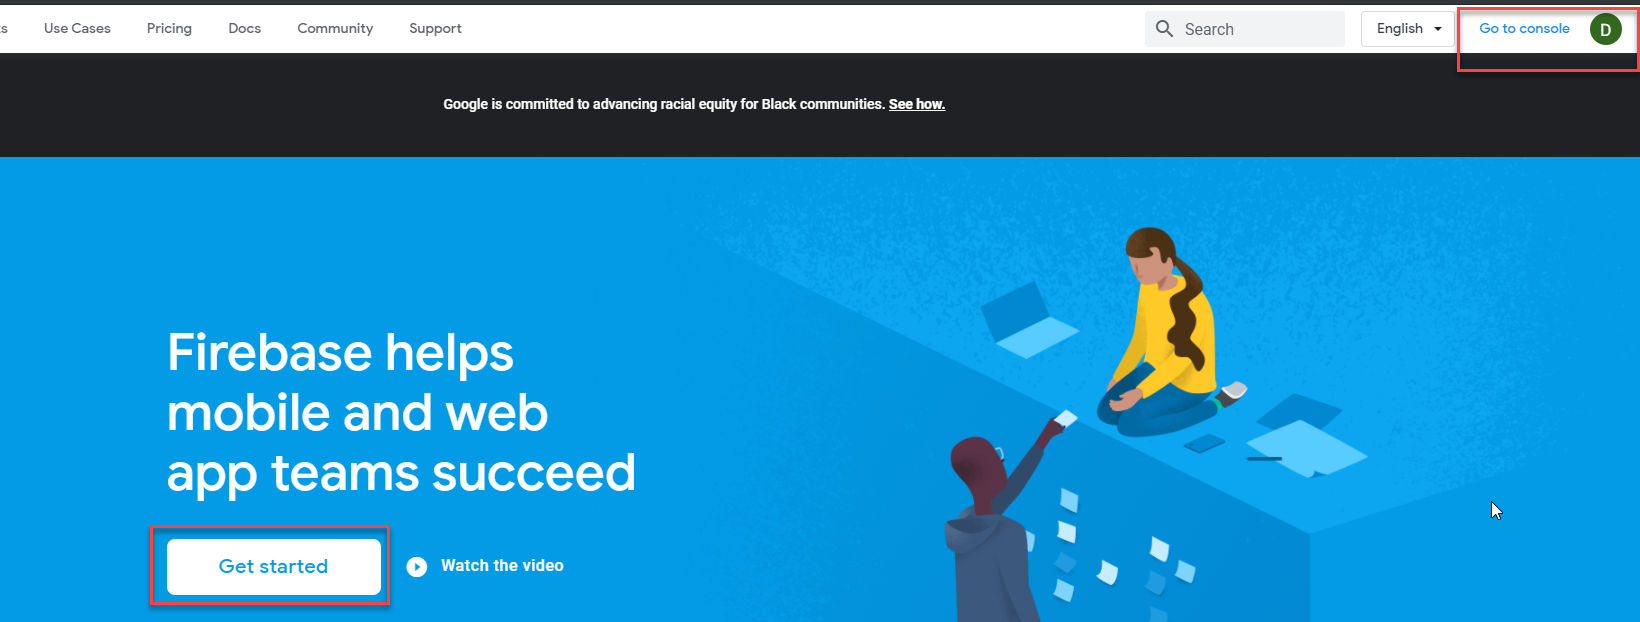 s Use Cases Pricing Docs Community Support Search English Go to console D
Google is committed to advancing racial equity for Black communities. See how.
Firebase helps
mobile and web
app teams succeed
Get started Watch the video